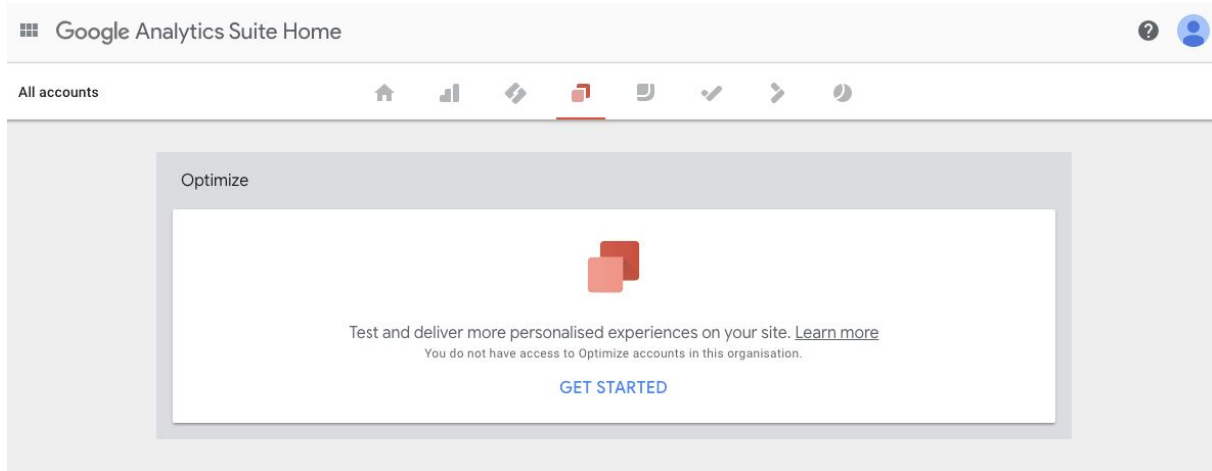 Google Analytics Suite Home
All accounts
Optimize
Test and deliver more personalised experiences on your site. Learn more
You do not have access to Optimize accounts in this organisation.
GET STARTED